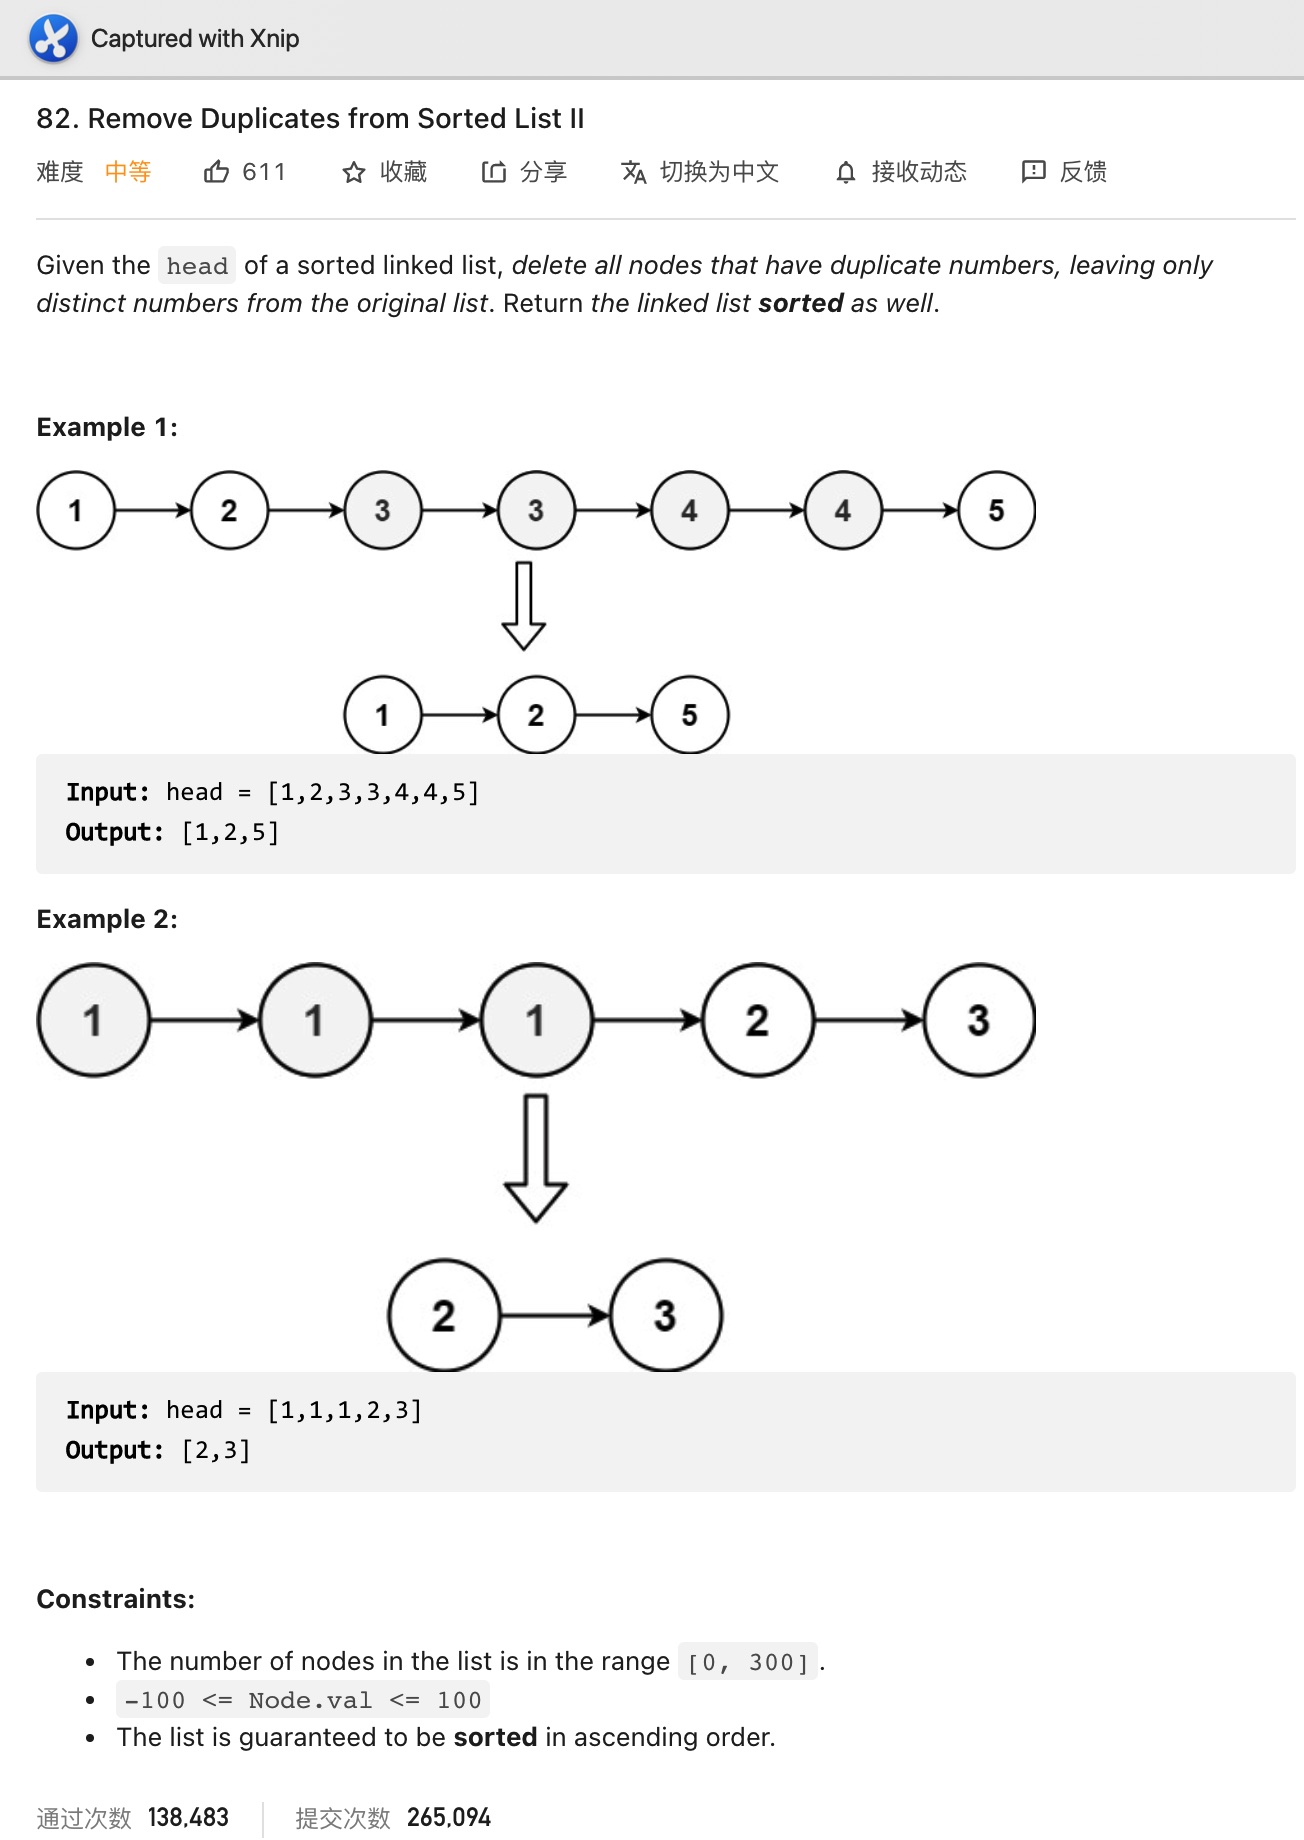 Captured with Xnip
82. Remove Duplicates from Sorted List II
难度 中等 611 收藏 分享 切换为中文 接收动态 反馈
Given the head of a sorted linked list, delete all nodes that have duplicate numbers, leaving only
distinct numbers from the original list. Return the linked list sorted as well.
Example 1:
1 2 3 3 4 4 5
1 2 5
Input: head = [1,2,3,3,4,4,5]
Output: [1,2,5]
Example 2:
1 1 1 2 3
2 3
Input: head = [1,1,1,2,3]
Output: [2,3]
Constraints:
• The number of nodes in the list is in the range [0, 300].
• -100 <= Node.val <= 100
• The list is guaranteed to be sorted in ascending order.
通过次数 138,483 提交次数 265,094